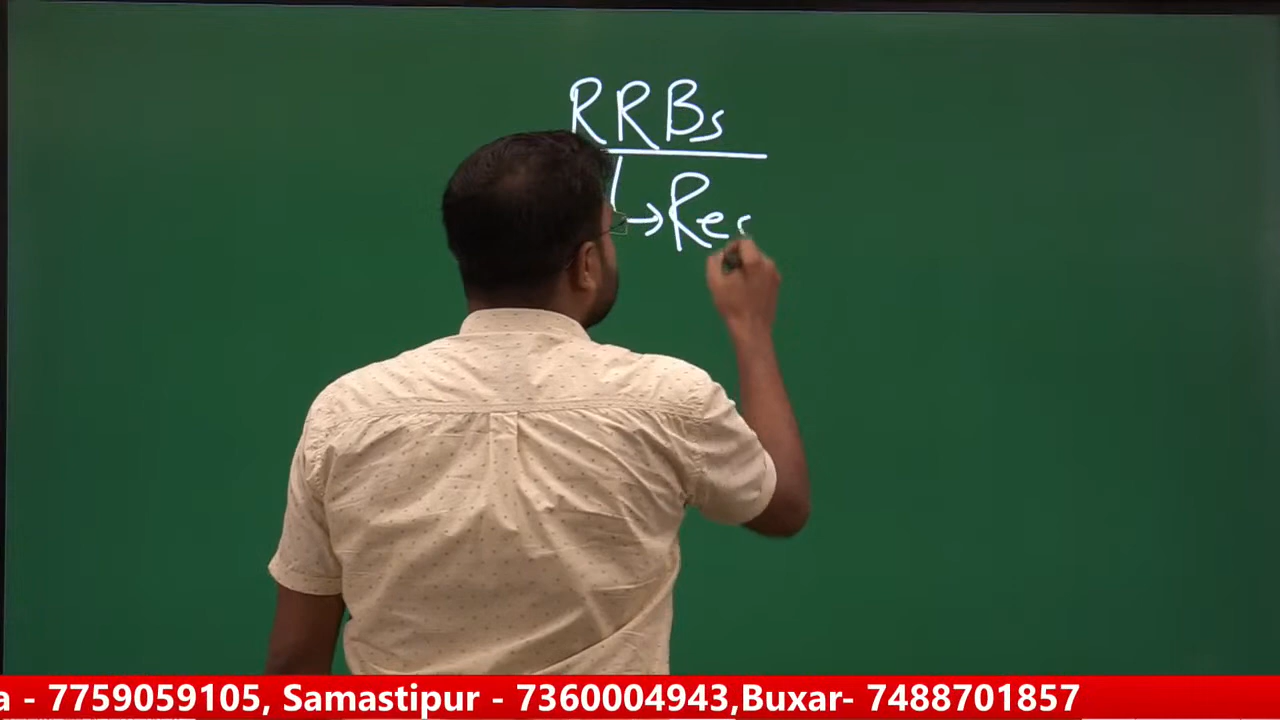 RRBs
→ Re
a - 7759059105, Samastipur - 7360004943,Buxar- 7488701857